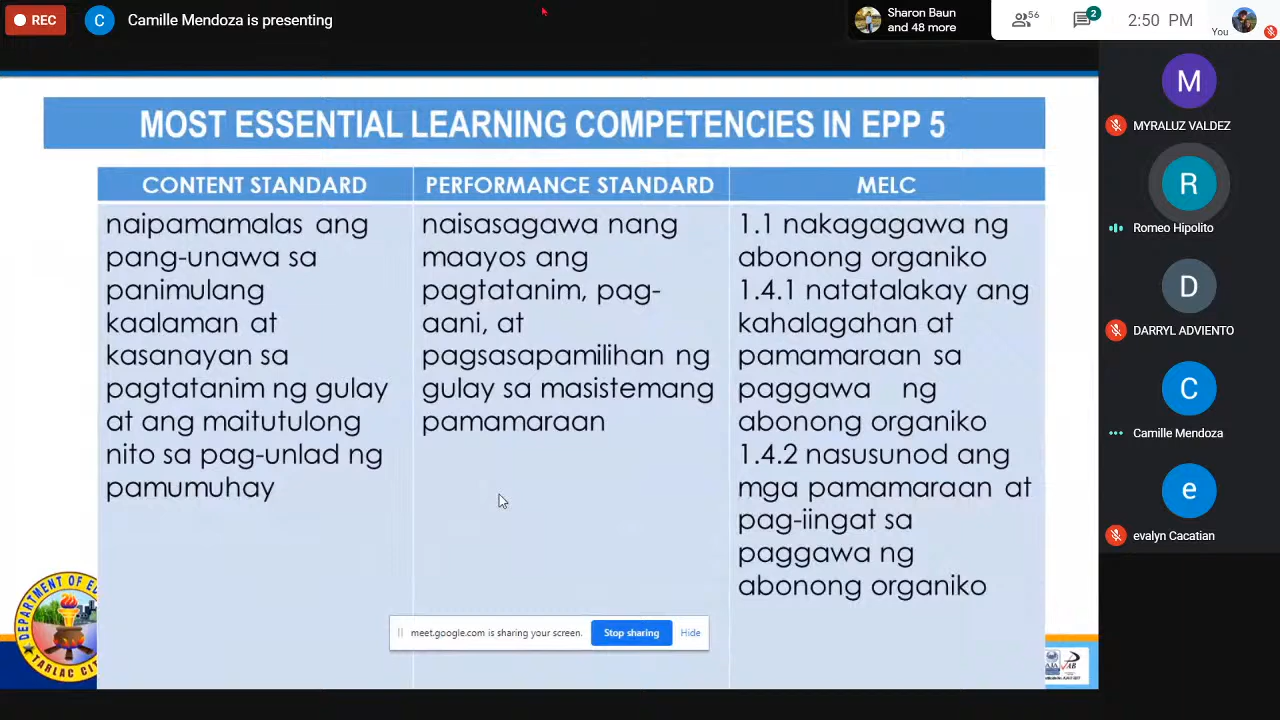 REC
C
Camille Mendoza is presenting
Sharon Baun
and 48 more
56
2
2:50 PM
You
MOST ESSENTIAL LEARNING COMPETENCIES IN EPP 5
CONTENT STANDARD
naipamamalas ang
pang-unawa sa
panimulang
kaalaman at
kasanayan sa
pagtatanim ng gulay
at ang maitutulong
nito sa pag-unlad ng
pamumuhay
PERFORMANCE STANDARD
naisasagawa nang
maayos ang
pagtatanim, pag-
aani, at
pagsasapamilihan ng
gulay sa masistemang
pamamaraan
MELC
1.1 nakagagawa ng
abonong organiko
1.4.1 natatalakay ang
kahalagahan at
pamamaraan sa
paggawa ng
abonong organiko
1.4.2 nasusunod ang
mga pamamaraan at
pag-iingat sa
paggawa ng
abonong organiko
DEPARTMENT OF
TARLAC
meet.google.com is sharing your screen.
Stop sharing
Hide
M
MYRALUZ VALDEZ
R
Romeo Hipolito
D
DARRYL ADVIENTO
C
Camille Mendoza
e
evalyn Cacatian